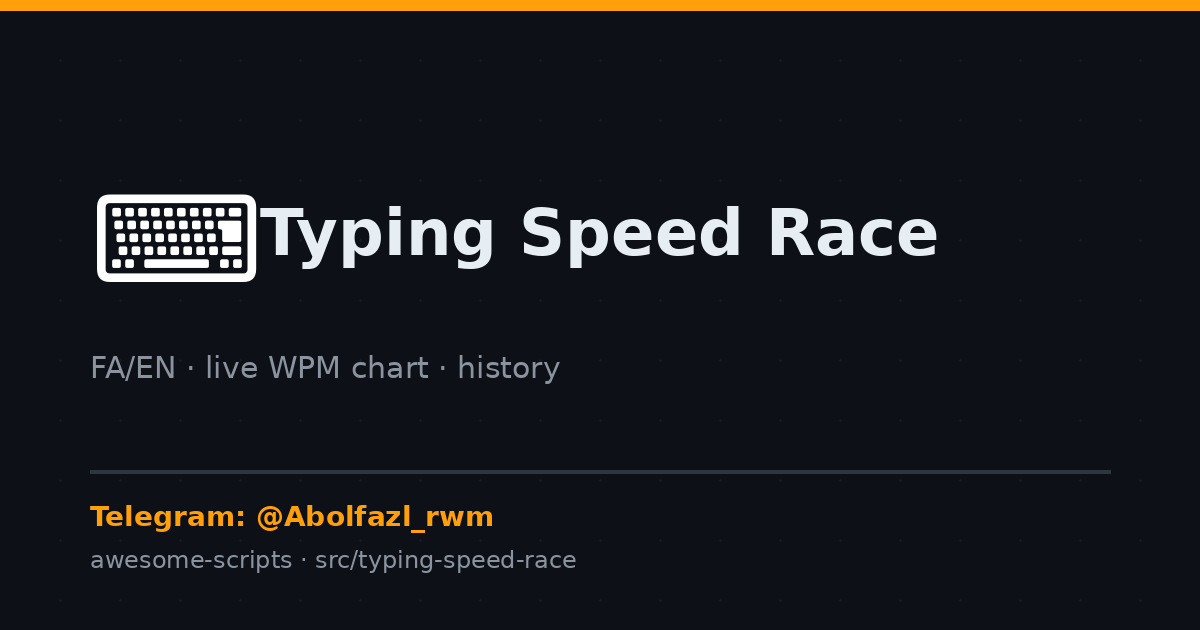 Typing Speed Race
FA/EN · live WPM chart · history
Telegram: @Abolfazl_rwm
awesome-scripts · src/typing-speed-race